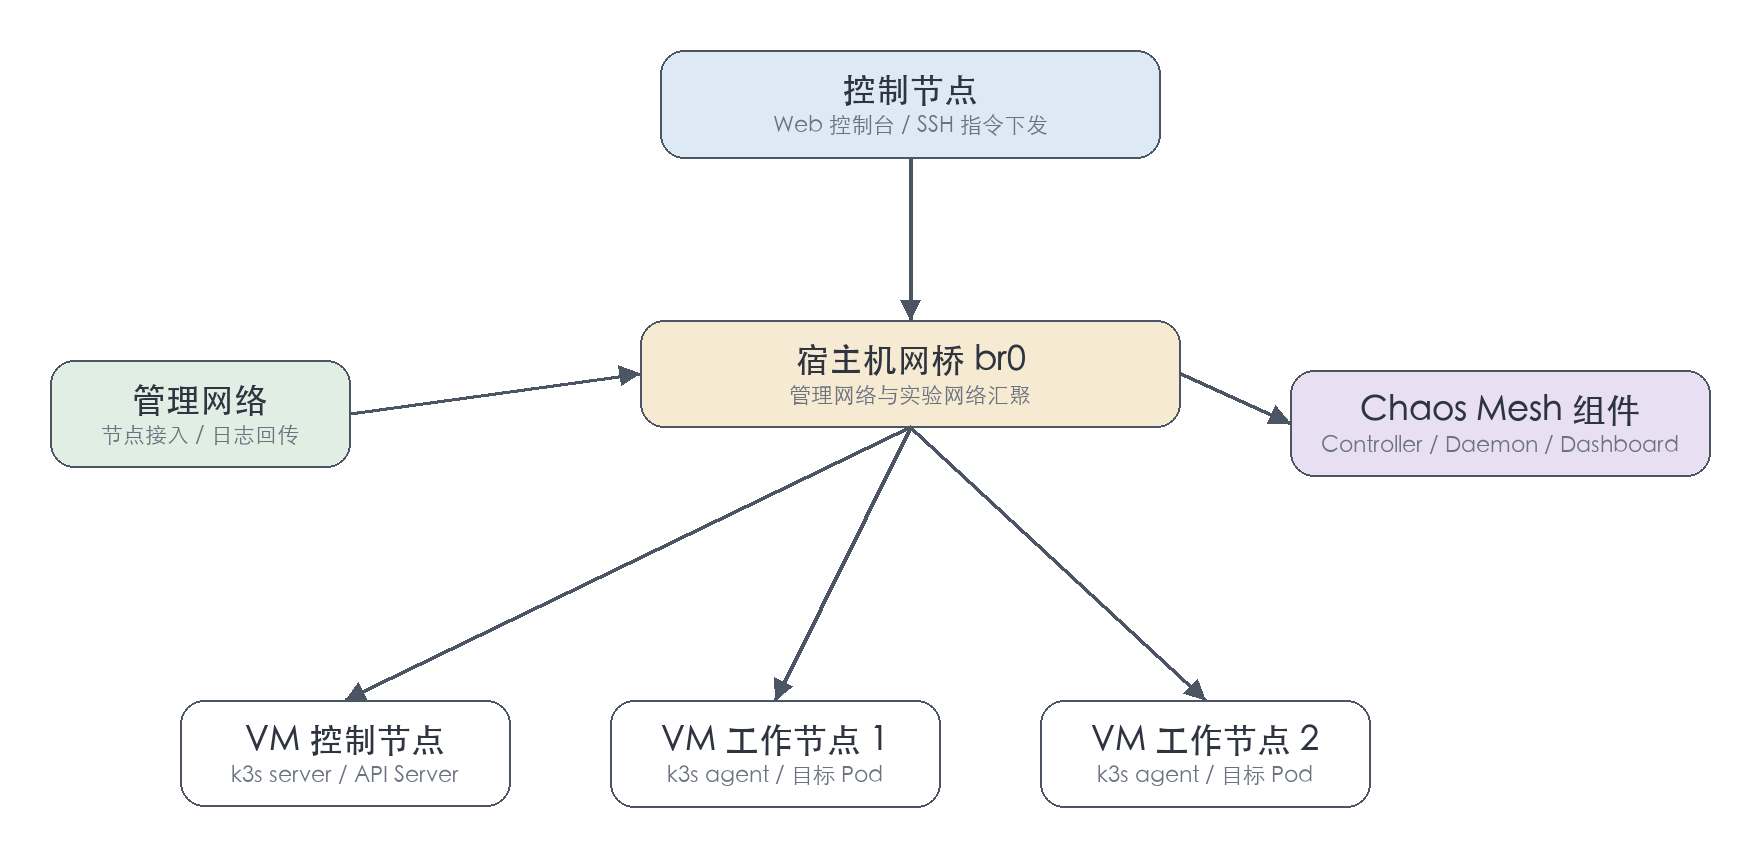 控制节点
Web 控制台 / SSH 指令下发
宿主机网桥 br0
管理网络与实验网络汇聚
管理网络
节点接入 / 日志回传
Chaos Mesh 组件
Controller / Daemon / Dashboard
VM 控制节点
k3s server / API Server
VM 工作节点 1
k3s agent / 目标 Pod
VM 工作节点 2
k3s agent / 目标 Pod